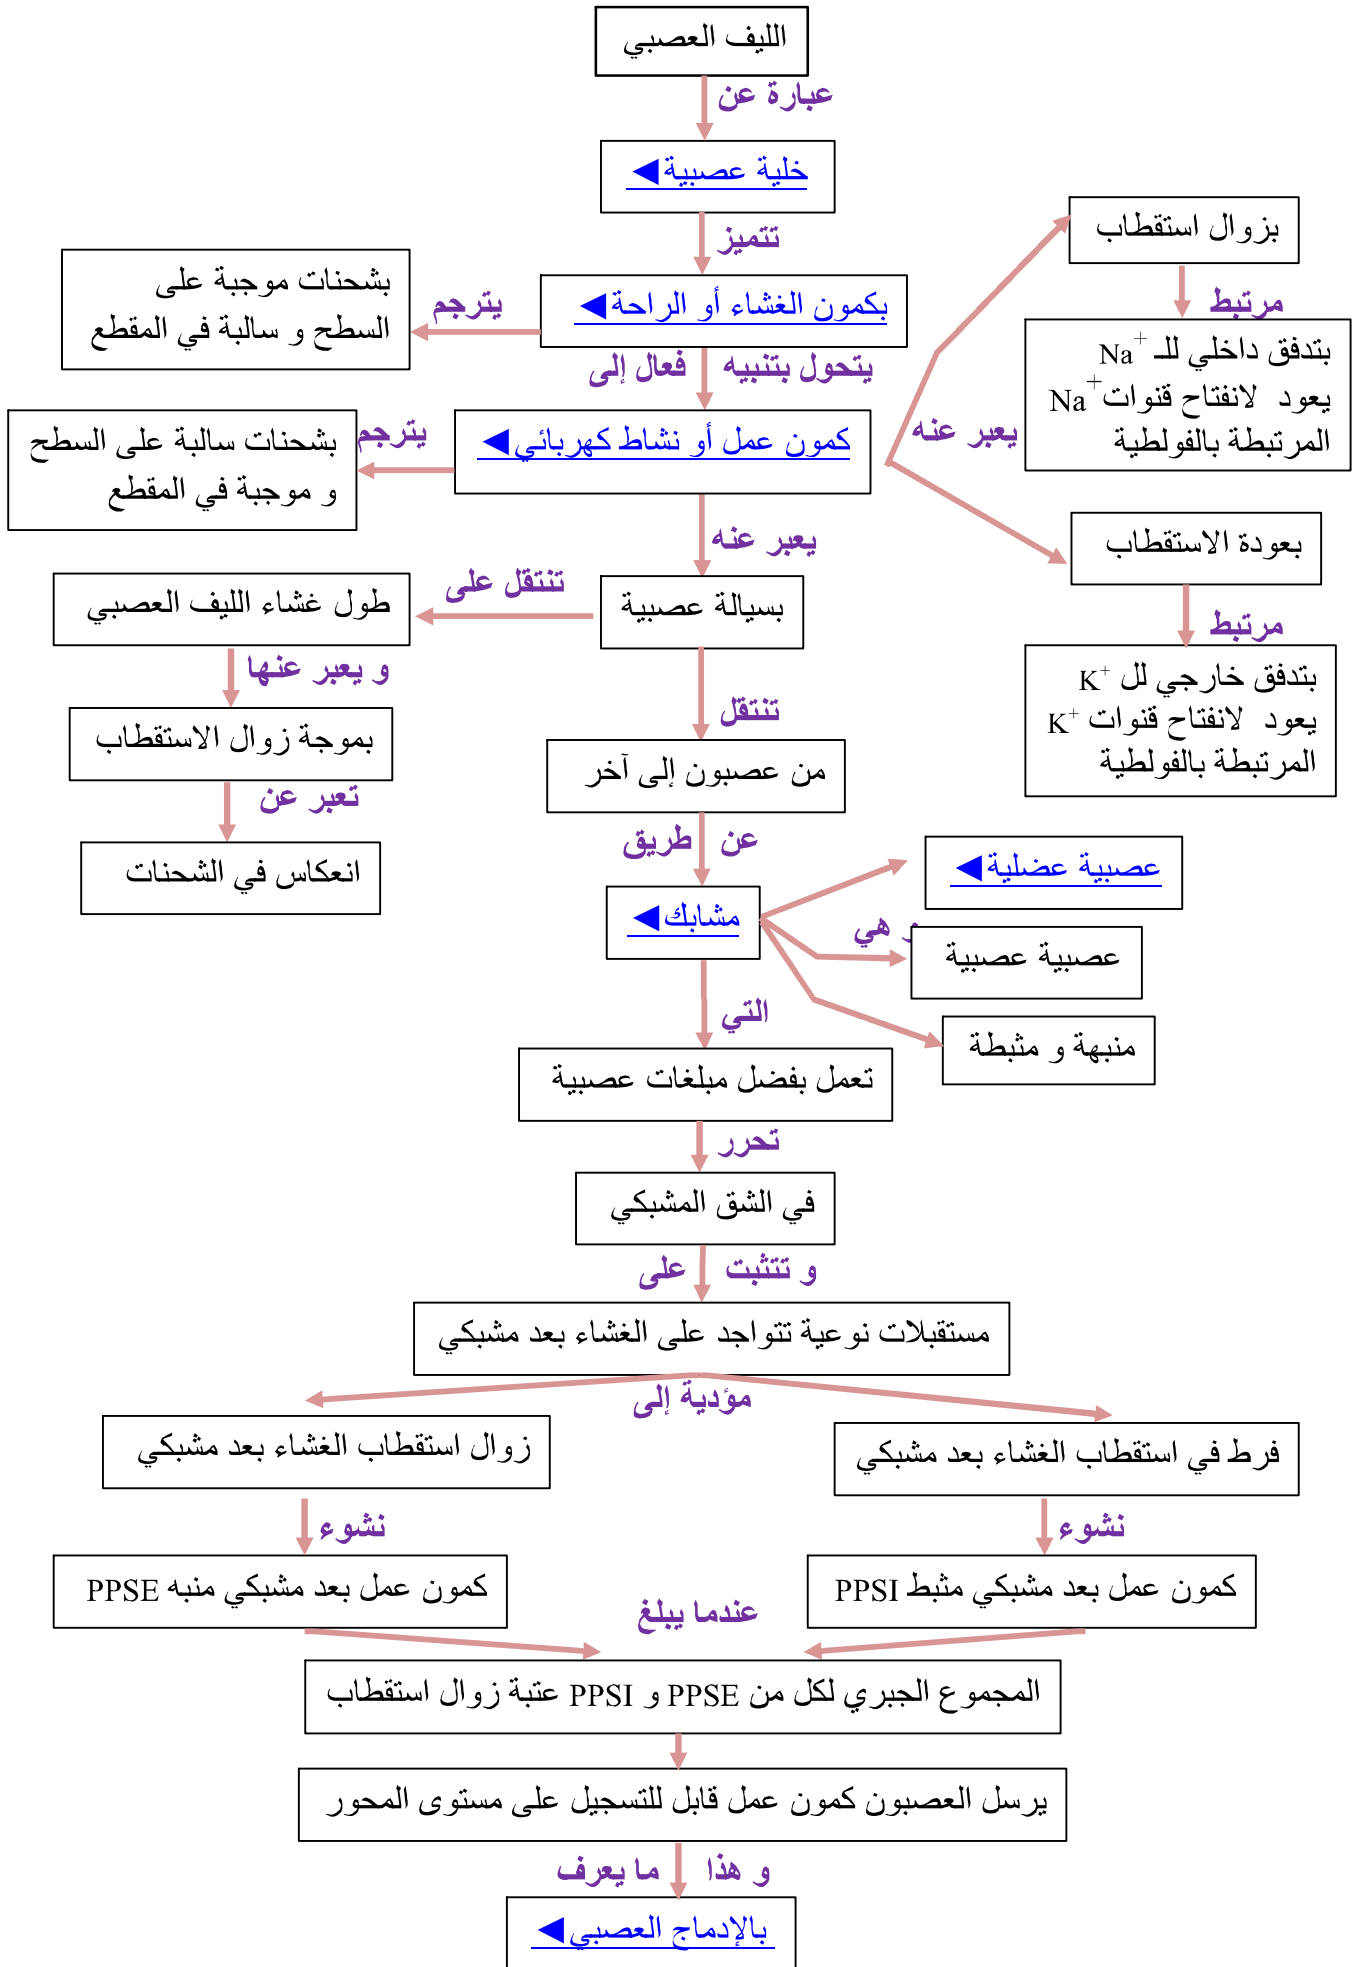 الليف العصبي
عبارة عن
خلية عصبية◄
تتميز
بكمون الغشاء أو الراحة◄
يترجم
بشحنات موجبة على
السطح و سالبة في المقطع
يتحول بتنبيه فعال إلى
كمون عمل أو نشاط كهربائي◄
يترجم
بشحنات سالبة على السطح
و موجبة في المقطع
يعبر عنه
بزوال استقطاب
مرتبط
بتدفق داخلي للـ Na+
يعود لانفتاح قنوات Na+
المرتبطة بالفولطية
بعودة الاستقطاب
مرتبط
بتدفق خارجي لل K+
يعود لانفتاح قنوات K+
المرتبطة بالفولطية
يعبر عنه
بسيالة عصبية
تنتقل على
طول غشاء الليف العصبي
و يعبر عنها
بموجة زوال الاستقطاب
تعبر عن
انعكاس في الشحنات
تنتقل
من عصبون إلى آخر
عن طريق
مشابك◄
و هي
عصبية عضلية◄
عصبية عصبية
منبهة و مثبطة
التي
تعمل بفضل مبلغات عصبية
تحرر
في الشق المشبكي
و تتثبت على
مستقبلات نوعية تتواجد على الغشاء بعد مشبكي
مؤدية إلى
فرط في استقطاب الغشاء بعد مشبكي
نشوء
كمون عمل بعد مشبكي مثبط PPSI
زوال استقطاب الغشاء بعد مشبكي
نشوء
كمون عمل بعد مشبكي منبه PPSE
عندما يبلغ
المجموع الجبري لكل من PPSE و PPSI عتبة زوال استقطاب
يرسل العصبون كمون عمل قابل للتسجيل على مستوى المحور
و هذا ما يعرف
بالإدماج العصبي◄